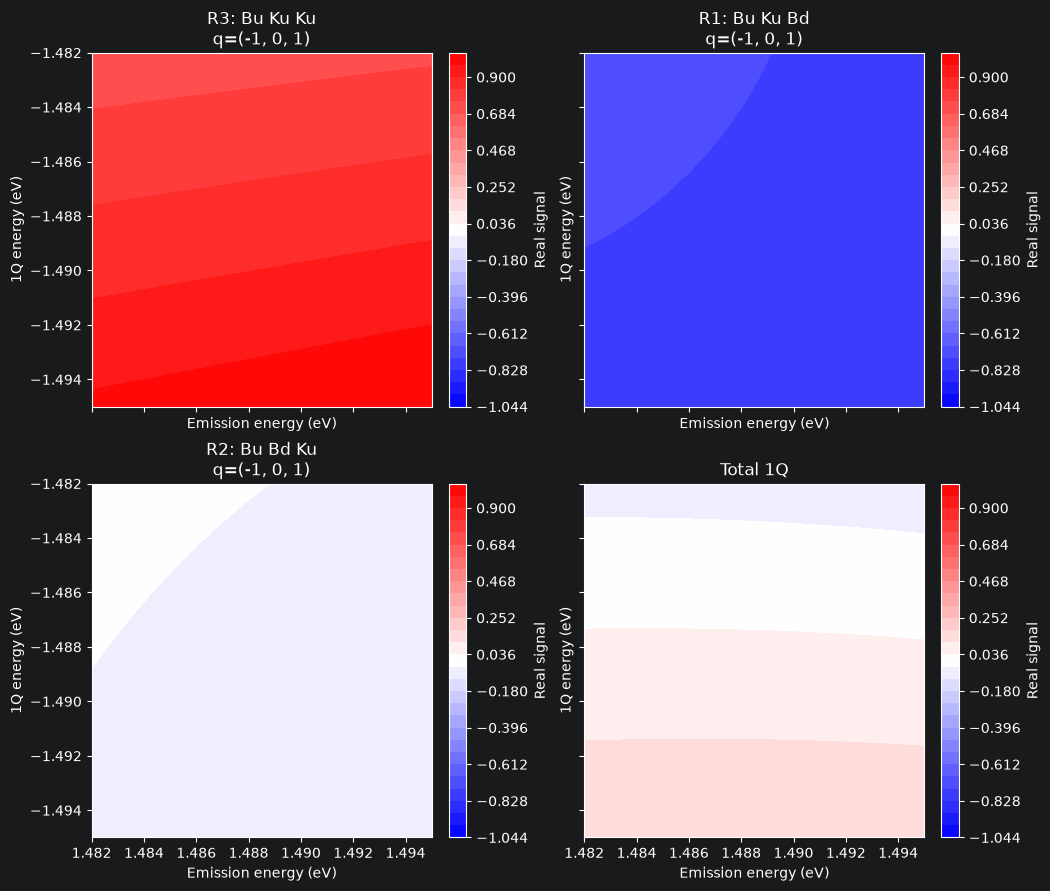 R3: Bu Ku Ku
q=(-1, 0, 1)
−1.482
−1.484
−1.486
−1.488
−1.490
−1.492
−1.494
1Q energy (eV)
Emission energy (eV)
0.900
0.684
0.468
0.252
0.036
−0.180
−0.396
−0.612
−0.828
−1.044
Real signal
R1: Bu Ku Bd
q=(-1, 0, 1)
1Q energy (eV)
Emission energy (eV)
0.900
0.684
0.468
0.252
0.036
−0.180
−0.396
−0.612
−0.828
−1.044
Real signal
R2: Bu Bd Ku
q=(-1, 0, 1)
−1.482
−1.484
−1.486
−1.488
−1.490
−1.492
−1.494
1Q energy (eV)
1.482 1.484 1.486 1.488 1.490 1.492 1.494
Emission energy (eV)
0.900
0.684
0.468
0.252
0.036
−0.180
−0.396
−0.612
−0.828
−1.044
Real signal
Total 1Q
1Q energy (eV)
1.482 1.484 1.486 1.488 1.490 1.492 1.494
Emission energy (eV)
0.900
0.684
0.468
0.252
0.036
−0.180
−0.396
−0.612
−0.828
−1.044
Real signal